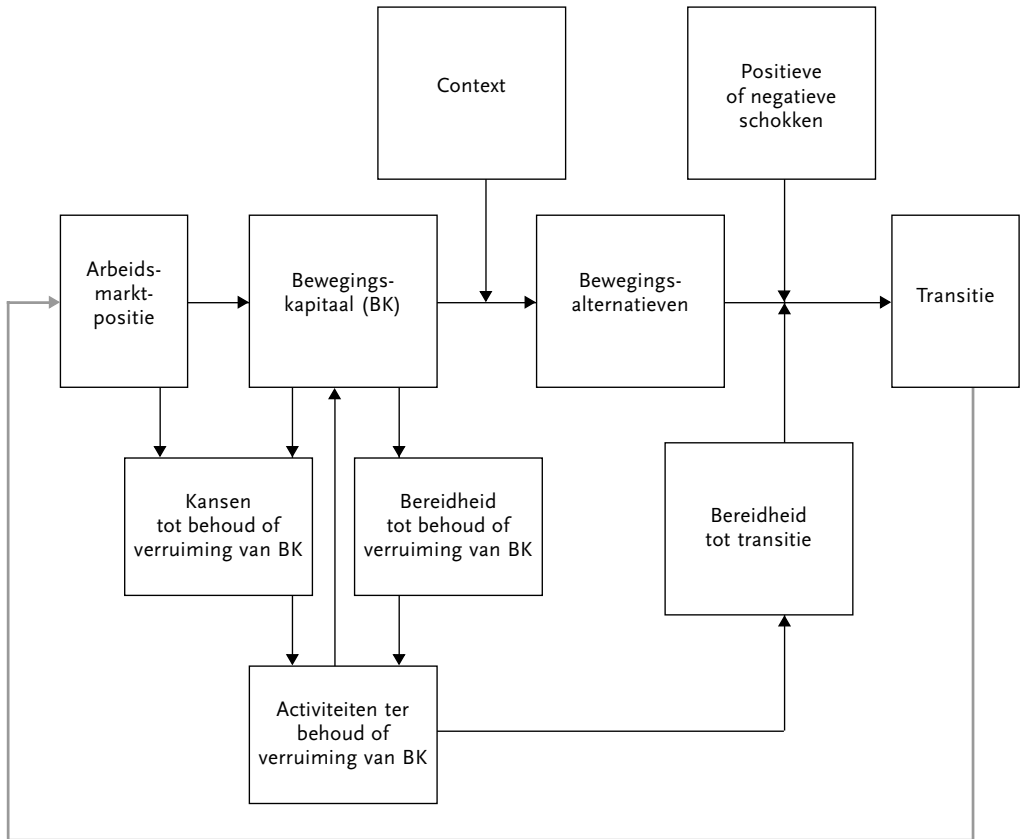 Context
Positieve
of negatieve
schokken
Arbeids-
markt-
positie
Bewegings-
kapitaal (BK)
Bewegings-
alternatieven
Transitie
Kansen
tot behoud of
verruiming van BK
Bereidheid
tot behoud of
verruiming van BK
Bereidheid
tot transitie
Activiteiten ter
behoud of
verruiming van BK